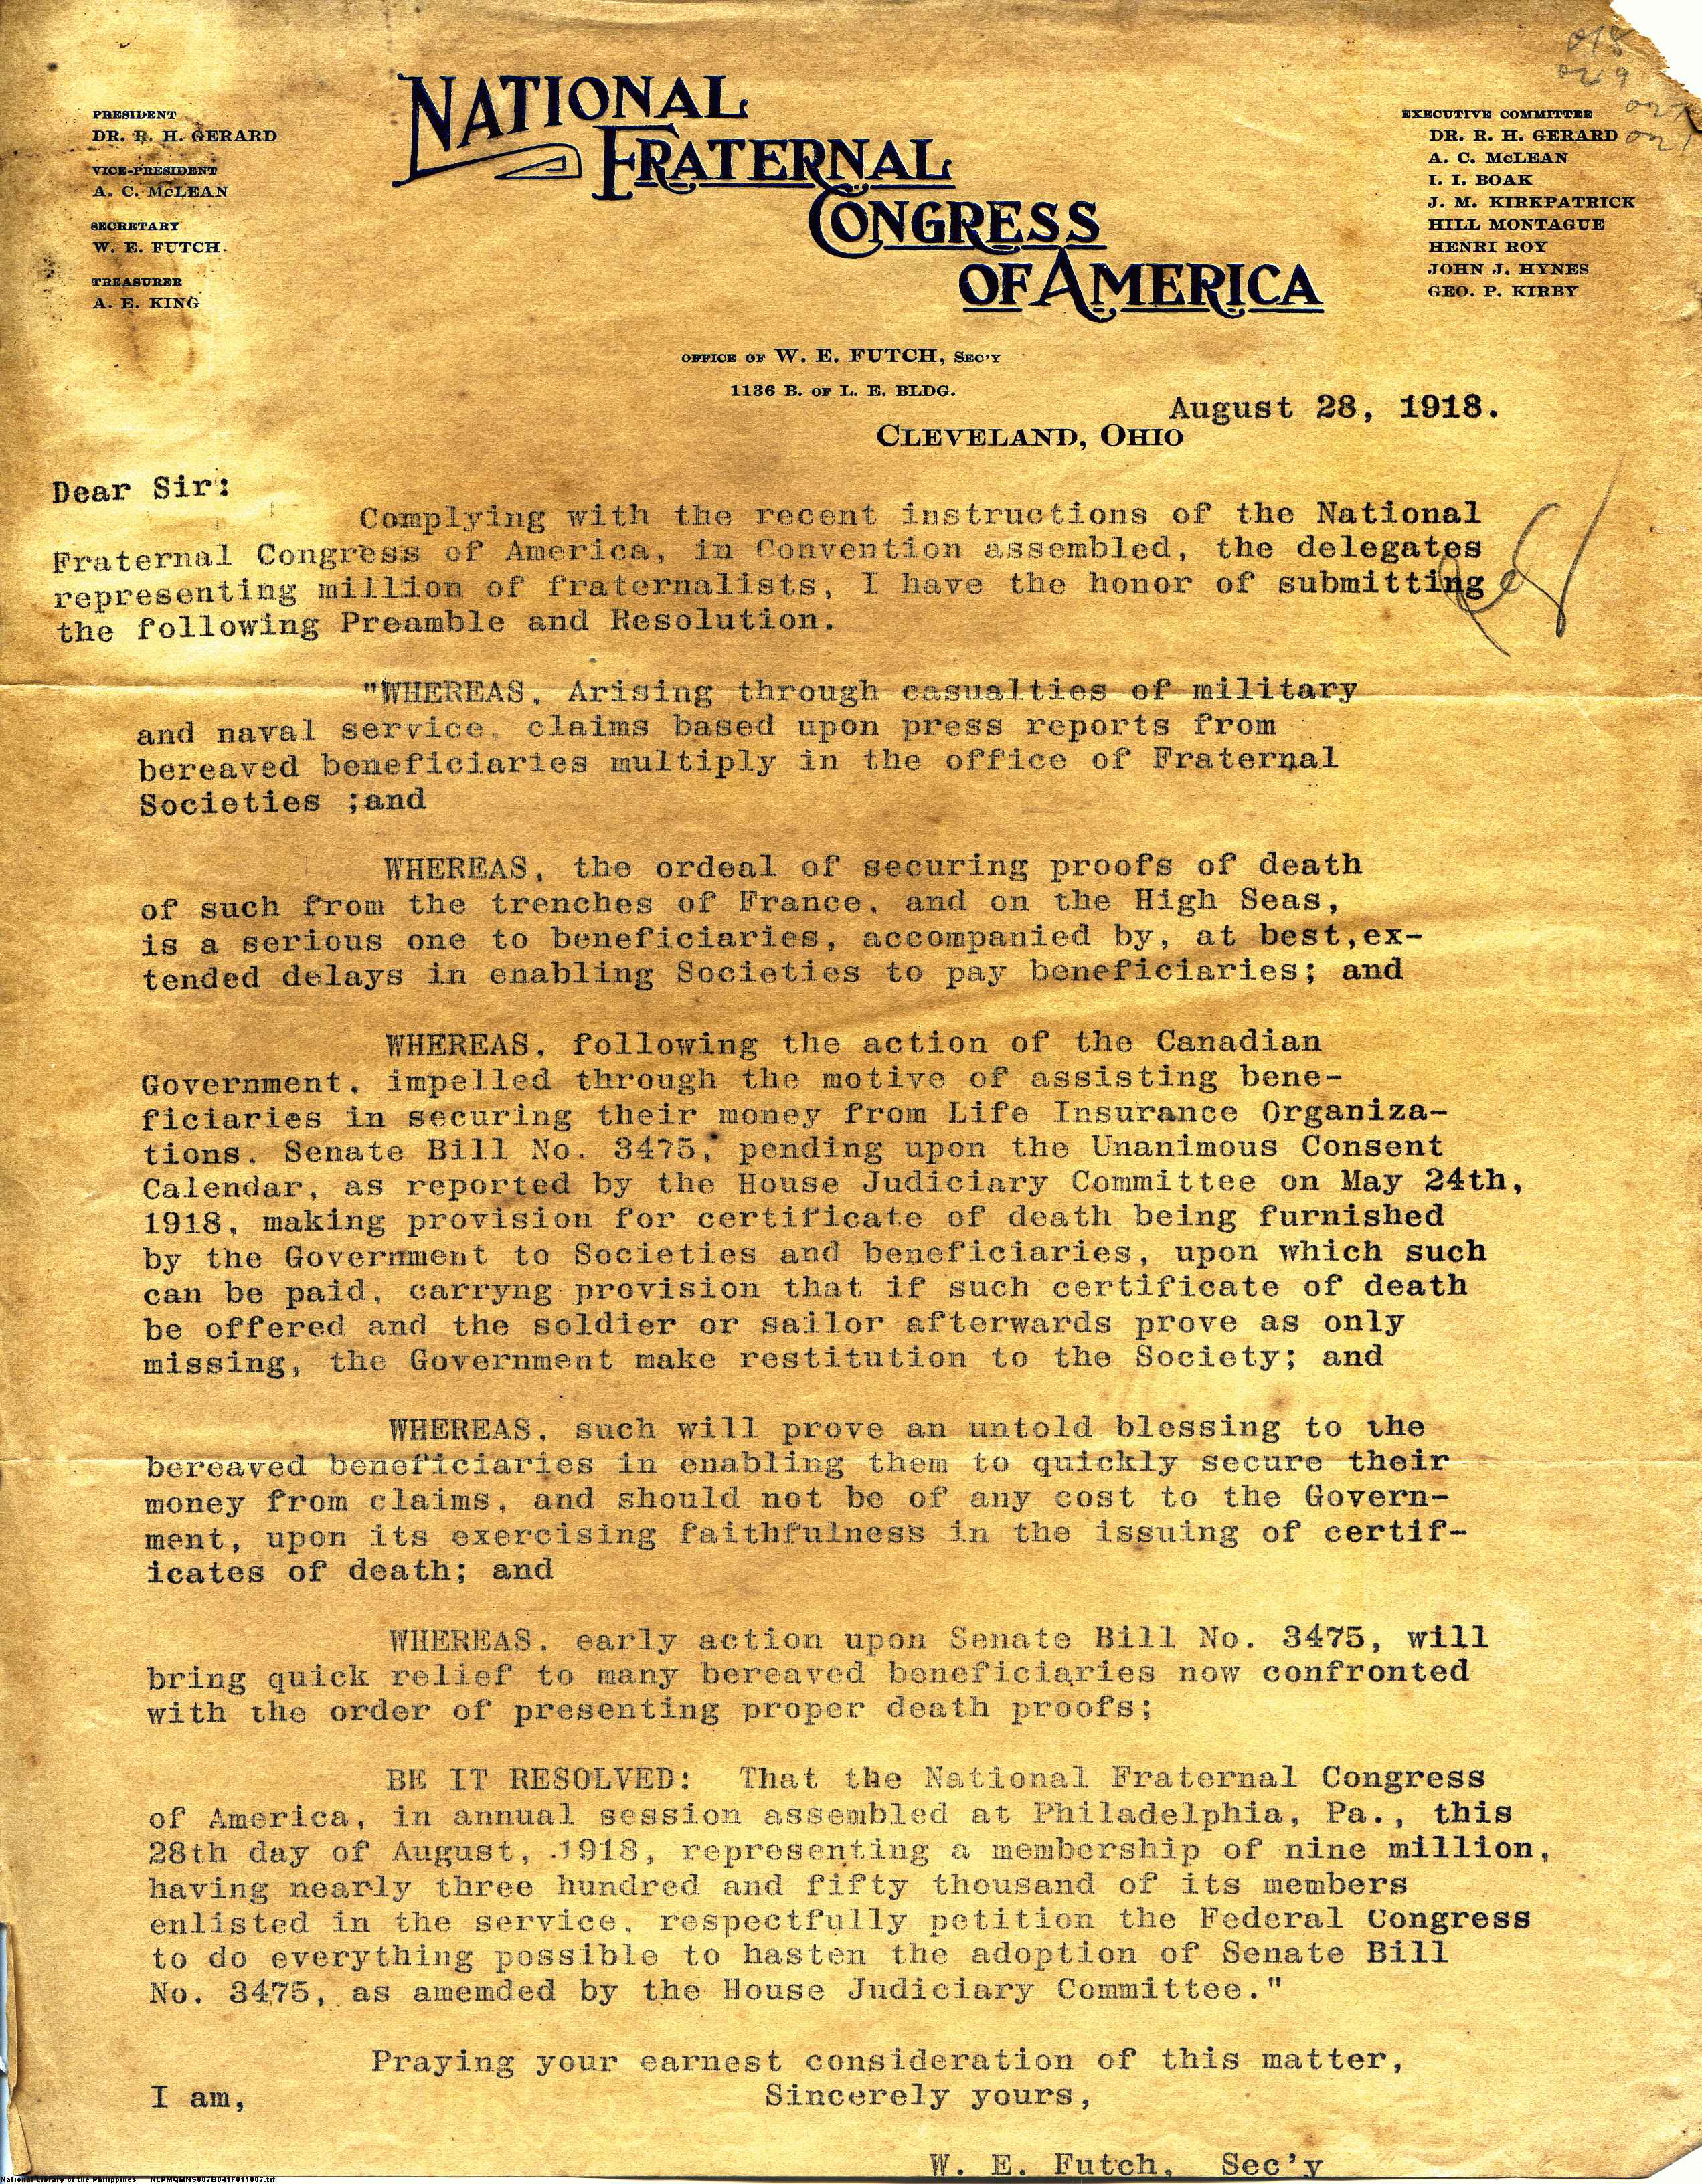 NATIONAL
FRATERNAL
CONGRESS
OF AMERICA
PRESIDENT
DR. R. H. GERARD
VICE-PRESIDENT
A. C. McLEAN
SECRETARY
W. E. FUTCH.
TREASURER
A. E. KING
EXECUTIVE COMMITTEE
DR. R. H. GERARD
A. C. McLEAN
I. I. BOAK
J. M. KIRKPATRICK
HILL MONTAGUE
HENRI ROY
JOHN J. HYNES
GEO. P. KIRBY
018
029
027
OFFICE OF W. E. FUTCH, SEC'Y
1136 B. OF L. E. BLDG.
August 28, 1918.
CLEVELAND, OHIO
Dear Sir:
Complying with the recent instructions of the National
Fraternal Congress of America, in Convention assembled, the delegates
representing million of fraternalists, I have the honor of submitting
the following Preamble and Resolution.
"WHEREAS, Arising through casualties of military
and naval service, claims based upon press reports from
bereaved beneficiaries multiply in the office of Fraternal
Societies ;and
WHEREAS, the ordeal of securing proofs of death
of such from the trenches of France, and on the High Seas,
is a serious one to beneficiaries, accompanied by, at best,ex-
tended delays in enabling Societies to pay beneficiaries; and
WHEREAS, following the action of the Canadian
Government, impelled through the motive of assisting bene-
ficiaries in securing their money from Life Insurance Organiza-
tions. Senate Bill No. 3475, pending upon the Unanimous Consent
Calendar, as reported by the House Judiciary Committee on May 24th,
1918, making provision for certificate of death being furnished
by the Government to Societies and beneficiaries, upon which such
can be paid, carryng provision that if such certificate of death
be offered and the soldier or sailor afterwards prove as only
missing, the Government make restitution to the Society; and
WHEREAS, such will prove an untold blessing to the
bereaved beneficiaries in enabling them to quickly secure their
money from claims, and should not be of any cost to the Govern-
ment, upon its exercising faithfulness in the issuing of certif-
icates of death; and
WHEREAS, early action upon Senate Bill No. 3475, will
bring quick relief to many bereaved beneficiaries now confronted
with the order of presenting proper death proofs;
BE IT RESOLVED: That the National Fraternal Congress
of America, in annual session assembled at Philadelphia, Pa., this
28th day of August, 1918, representing a membership of nine million,
having nearly three hundred and fifty thousand of its members
enlisted in the service, respectfully petition the Federal Congress
to do everything possible to hasten the adoption of Senate Bill
No. 3475, as amemded by the House Judiciary Committee."
Praying your earnest consideration of this matter,
I am, Sincerely yours,
W. E. Futch, Sec'y
National Library of the Philippines NLPMQMNS007B041F011007.tif